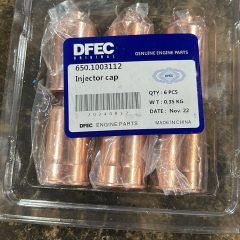 DFEC
ORIGINAL
GENUINE ENGINE PARTS
650.1003112
Injector cap
QTY : 6 PCS
W T : 0.35 KG
DATE : Nov. 22
DFEC ENGINE PARTS
MADE IN CHINA